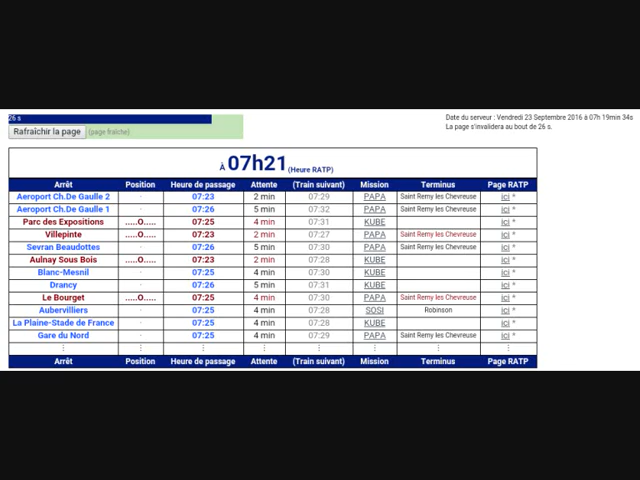 26 s
Rafraîchir la page (page fraîche)
Date du serveur : Vendredi 23 Septembre 2016 à 07h 19min 34s
La page s'invalidera au bout de 26 s.
À 07h21 (Heure RATP)
Arrêt Position Heure de passage Attente (Train suivant) Mission Terminus Page RATP
Aeroport Ch.De Gaulle 2 · 07:23 2 min 07:29 PAPA Saint Remy les Chevreuse ici *
Aeroport Ch.De Gaulle 1 · 07:26 5 min 07:32 PAPA Saint Remy les Chevreuse ici *
Parc des Expositions .....O..... 07:25 4 min 07:31 KUBE ici *
Villepinte .....O..... 07:23 2 min 07:27 PAPA Saint Remy les Chevreuse ici *
Sevran Beaudottes · 07:26 5 min 07:30 PAPA Saint Remy les Chevreuse ici *
Aulnay Sous Bois .....O..... 07:23 2 min 07:28 KUBE ici *
Blanc-Mesnil · 07:25 4 min 07:30 KUBE ici *
Drancy · 07:26 5 min 07:31 KUBE ici *
Le Bourget .....O..... 07:25 4 min 07:30 PAPA Saint Remy les Chevreuse ici *
Aubervilliers · 07:25 4 min 07:28 SOSI Robinson ici *
La Plaine-Stade de France · 07:25 4 min 07:28 KUBE ici *
Gare du Nord · 07:25 4 min 07:29 PAPA Saint Remy les Chevreuse ici *
⋮ ⋮ ⋮ ⋮ ⋮ ⋮ ⋮ ⋮
Arrêt Position Heure de passage Attente (Train suivant) Mission Terminus Page RATP